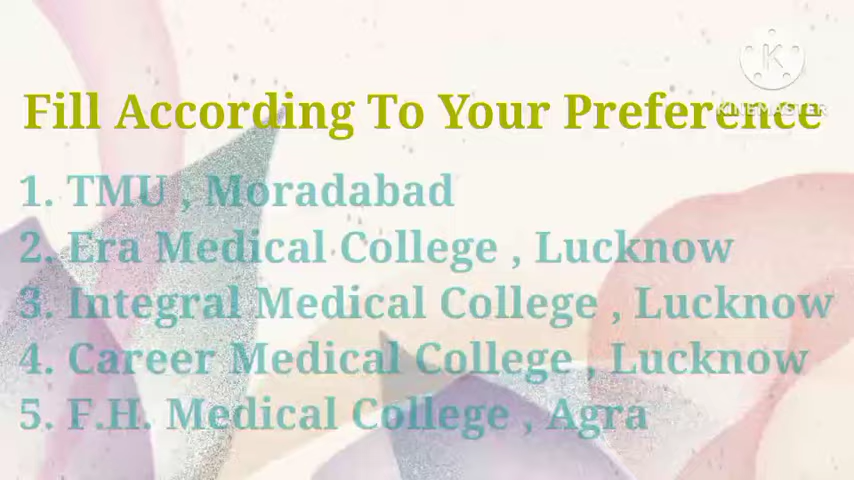 K
KINEMASTER
Fill According To Your Preference
1. TMU , Moradabad
2. Era Medical College , Lucknow
3. Integral Medical College , Lucknow
4. Career Medical College , Lucknow
5. F.H. Medical College , Agra